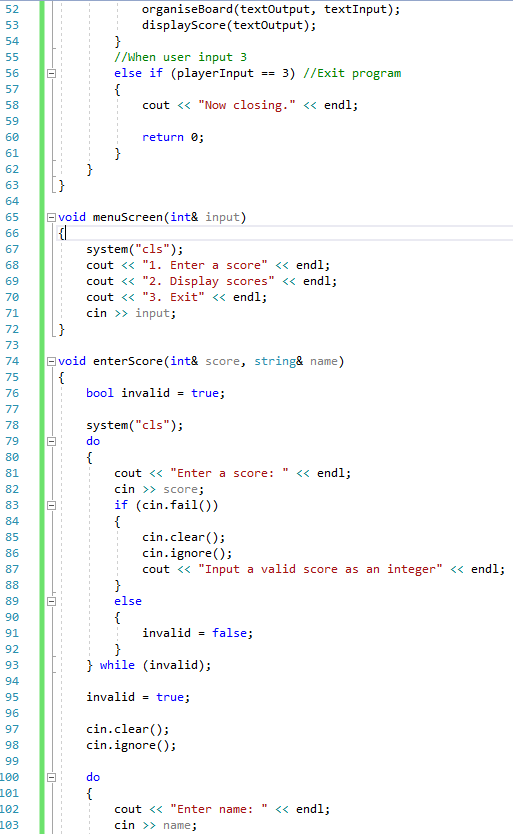 52 organiseBoard(textOutput, textInput);
53 displayScore(textOutput);
54 }
55 //When user input 3
56 else if (playerInput == 3) //Exit program
57 {
58 cout << "Now closing." << endl;
59
60 return 0;
61 }
62 }
63 }
64
65 void menuScreen(int& input)
66 {
67 system("cls");
68 cout << "1. Enter a score" << endl;
69 cout << "2. Display scores" << endl;
70 cout << "3. Exit" << endl;
71 cin >> input;
72 }
73
74 void enterScore(int& score, string& name)
75 {
76 bool invalid = true;
77
78 system("cls");
79 do
80 {
81 cout << "Enter a score: " << endl;
82 cin >> score;
83 if (cin.fail())
84 {
85 cin.clear();
86 cin.ignore();
87 cout << "Input a valid score as an integer" << endl;
88 }
89 else
90 {
91 invalid = false;
92 }
93 } while (invalid);
94
95 invalid = true;
96
97 cin.clear();
98 cin.ignore();
99
100 do
101 {
102 cout << "Enter name: " << endl;
103 cin >> name;